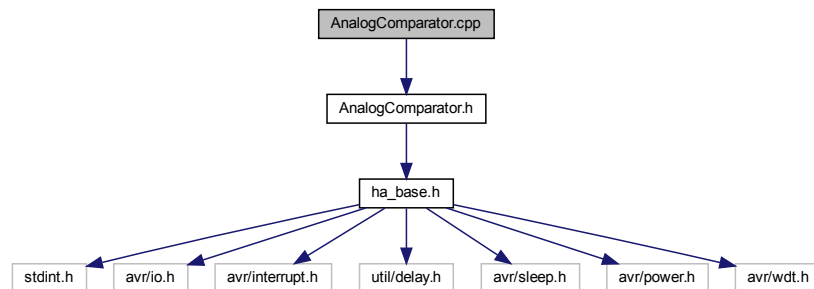 AnalogComparator.cpp
AnalogComparator.h
ha_base.h
stdint.h
avr/io.h
avr/interrupt.h
util/delay.h
avr/sleep.h
avr/power.h
avr/wdt.h